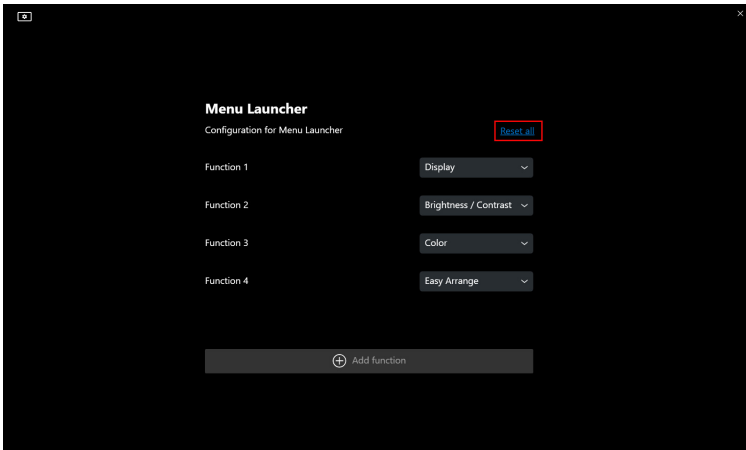 Menu Launcher
Configuration for Menu Launcher Reset all
Function 1 Display
Function 2 Brightness / Contrast
Function 3 Color
Function 4 Easy Arrange
Add function